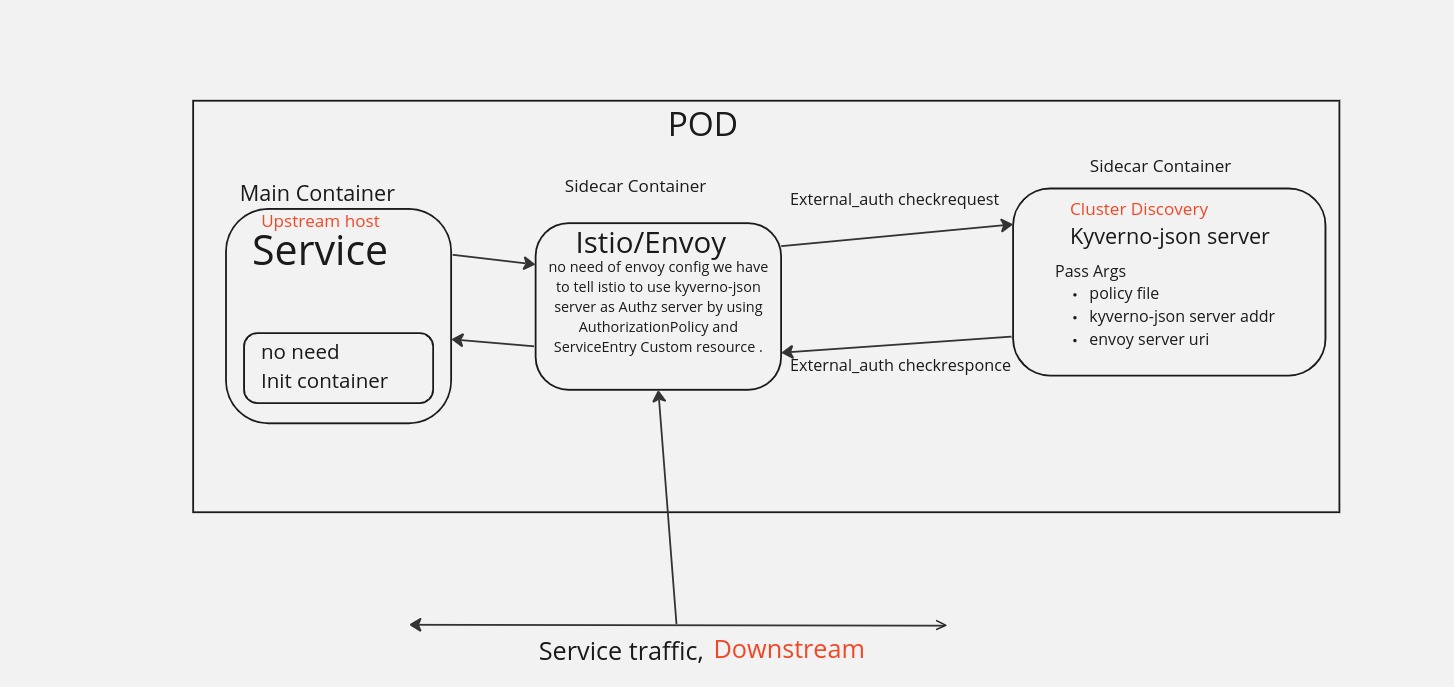 POD
Main Container
Upstream host
Service
no need
Init container
Sidecar Container
Istio/Envoy
no need of envoy config we have
to tell istio to use kyverno-json
server as Authz server by using
AuthorizationPolicy and
ServiceEntry Custom resource .
External_auth checkrequest
External_auth checkresponce
Sidecar Container
Cluster Discovery
Kyverno-json server
Pass Args
• policy file
• kyverno-json server addr
• envoy server uri
Service traffic, Downstream